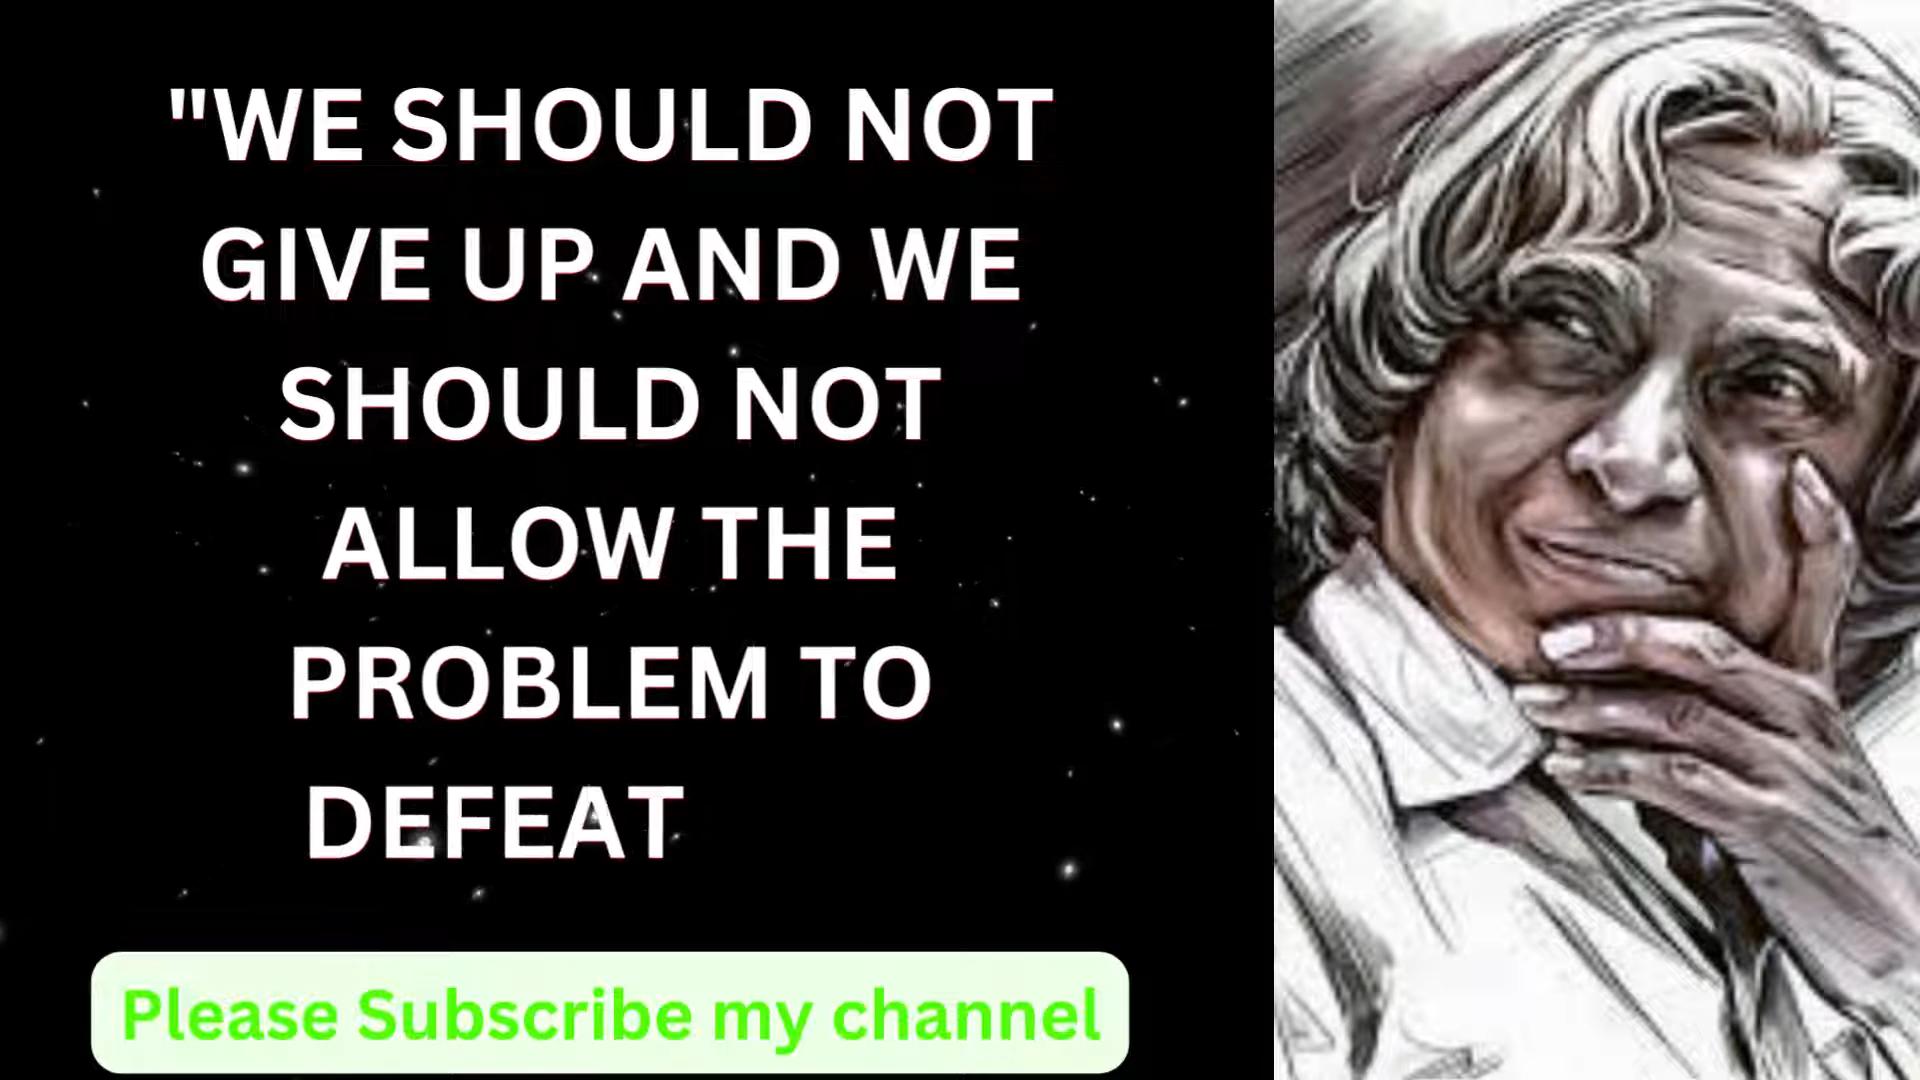 "WE SHOULD NOT
GIVE UP AND WE
SHOULD NOT
ALLOW THE
PROBLEM TO
DEFEAT
Please Subscribe my channel